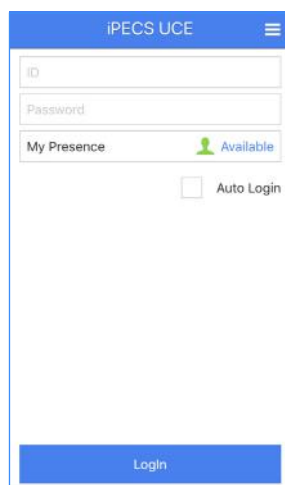 iPECS UCE
ID
Password
My Presence Available
Auto Login
LogIn